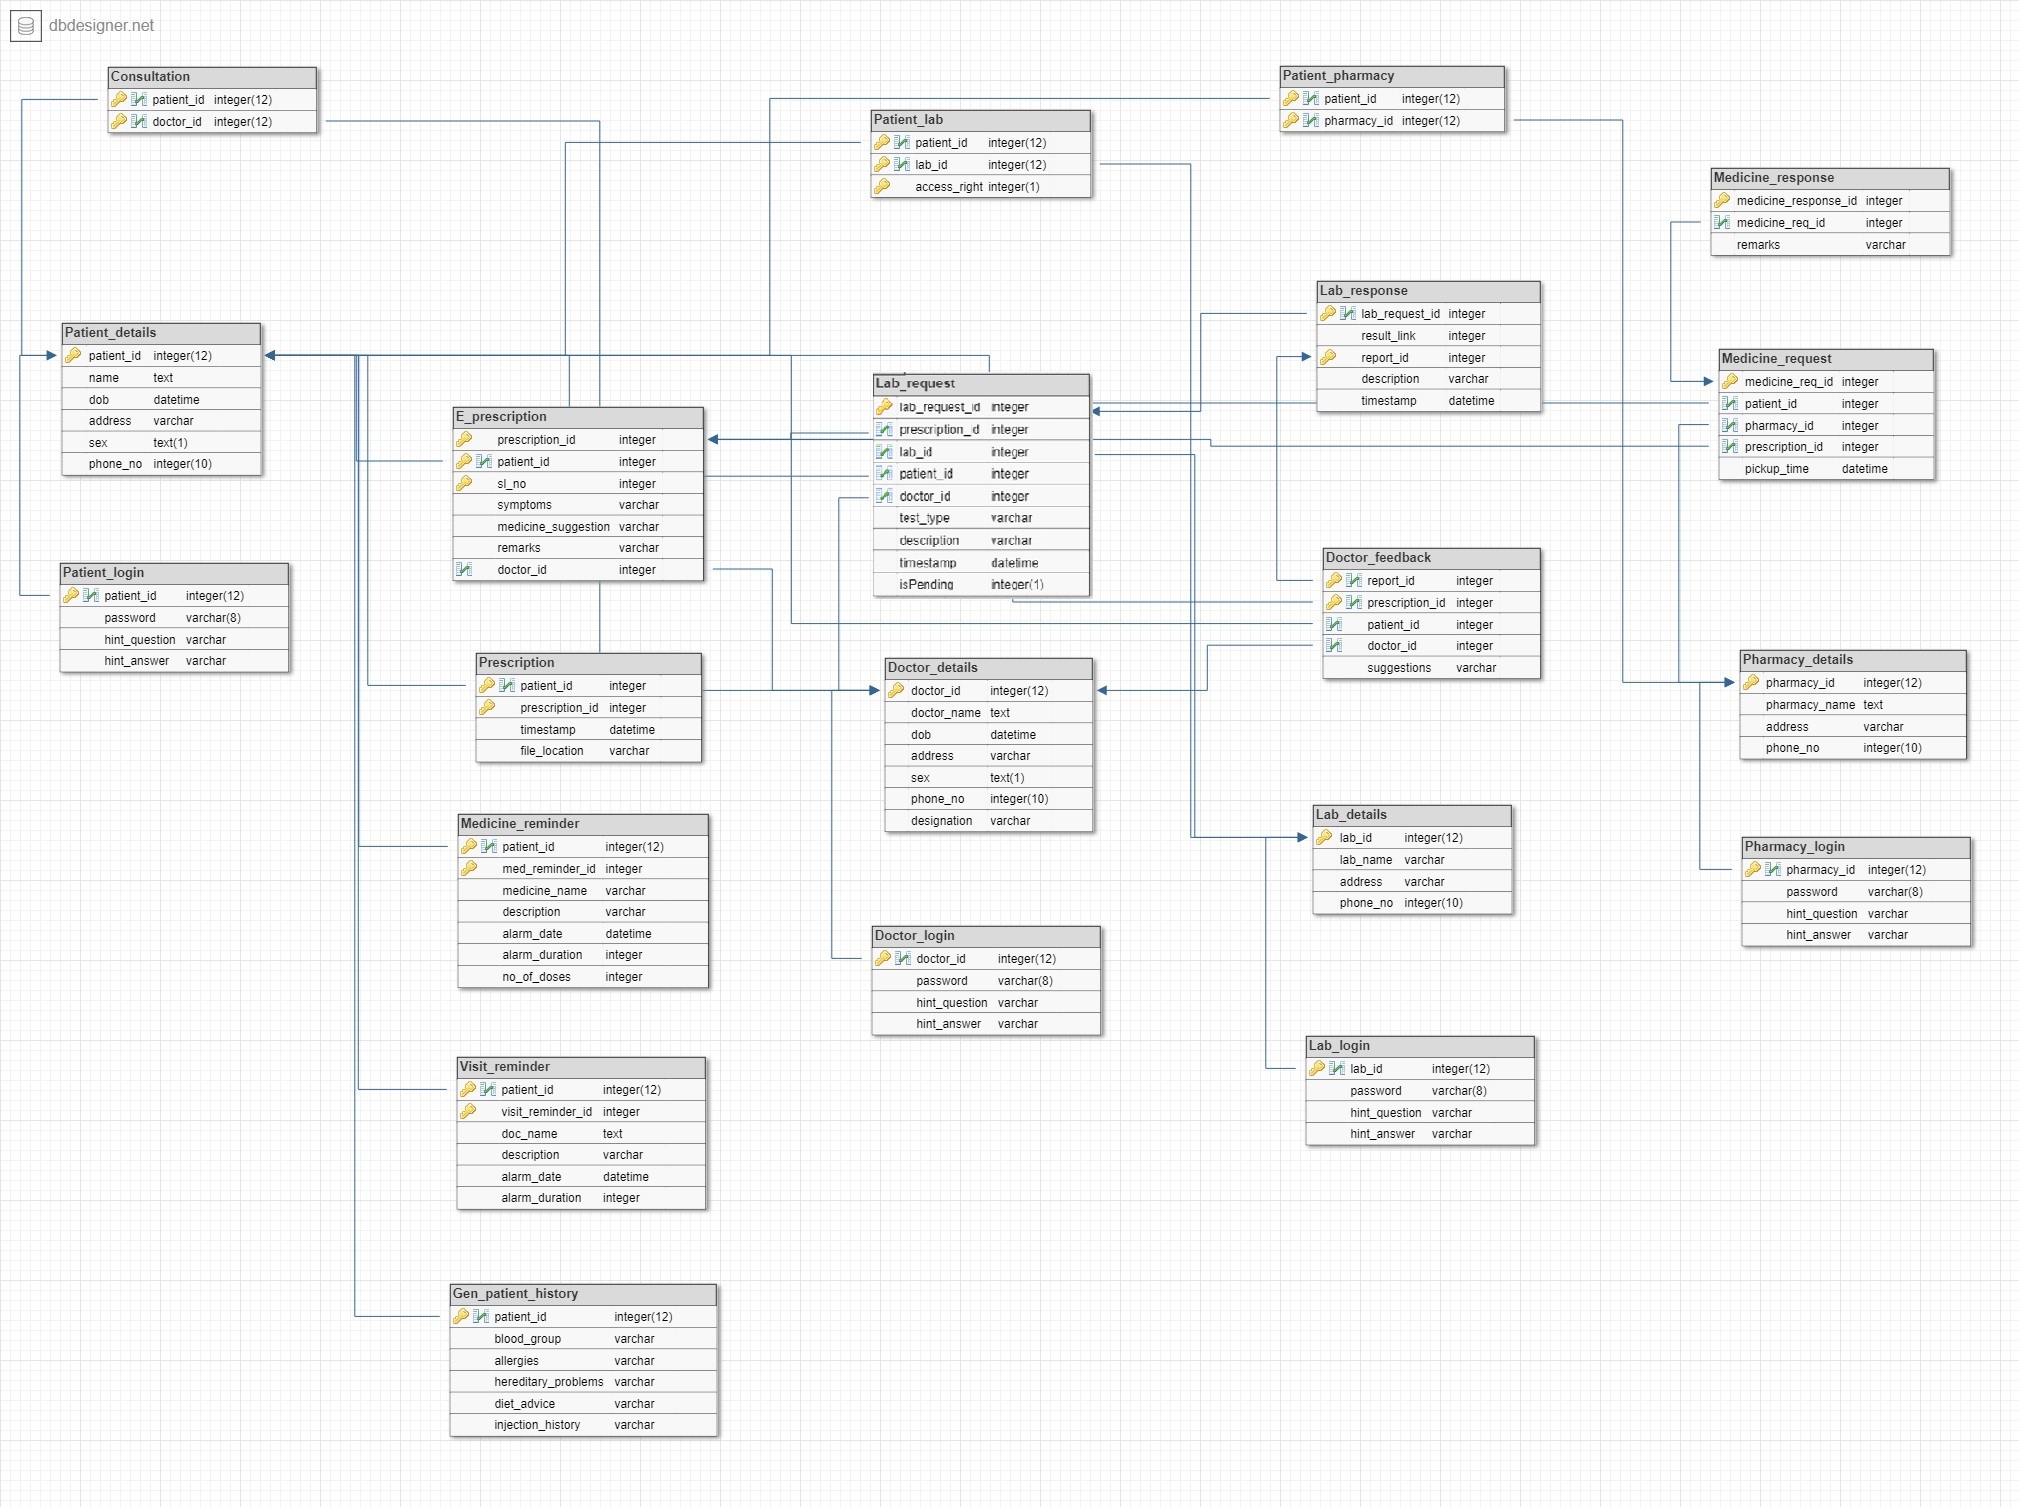 dbdesigner.net
Consultation
patient_id integer(12)
doctor_id integer(12)
Patient_pharmacy
patient_id integer(12)
pharmacy_id integer(12)
Patient_lab
patient_id integer(12)
lab_id integer(12)
access_right integer(1)
Medicine_response
medicine_response_id integer
medicine_req_id integer
remarks varchar
Lab_response
lab_request_id integer
result_link integer
report_id integer
description varchar
timestamp datetime
Patient_details
patient_id integer(12)
name text
dob datetime
address varchar
sex text(1)
phone_no integer(10)
Medicine_request
medicine_req_id integer
patient_id integer
pharmacy_id integer
prescription_id integer
pickup_time datetime
Lab_request
lab_request_id integer
prescription_id integer
lab_id integer
patient_id integer
doctor_id integer
test_type varchar
description varchar
timestamp datetime
isPending integer(1)
E_prescription
prescription_id integer
patient_id integer
sl_no integer
symptoms varchar
medicine_suggestion varchar
remarks varchar
doctor_id integer
Doctor_feedback
report_id integer
prescription_id integer
patient_id integer
doctor_id integer
suggestions varchar
Patient_login
patient_id integer(12)
password varchar(8)
hint_question varchar
hint_answer varchar
Prescription
patient_id integer
prescription_id integer
timestamp datetime
file_location varchar
Doctor_details
doctor_id integer(12)
doctor_name text
dob datetime
address varchar
sex text(1)
phone_no integer(10)
designation varchar
Pharmacy_details
pharmacy_id integer(12)
pharmacy_name text
address varchar
phone_no integer(10)
Lab_details
lab_id integer(12)
lab_name varchar
address varchar
phone_no integer(10)
Medicine_reminder
patient_id integer(12)
med_reminder_id integer
medicine_name varchar
description varchar
alarm_date datetime
alarm_duration integer
no_of_doses integer
Pharmacy_login
pharmacy_id integer(12)
password varchar(8)
hint_question varchar
hint_answer varchar
Doctor_login
doctor_id integer(12)
password varchar(8)
hint_question varchar
hint_answer varchar
Lab_login
lab_id integer(12)
password varchar(8)
hint_question varchar
hint_answer varchar
Visit_reminder
patient_id integer(12)
visit_reminder_id integer
doc_name text
description varchar
alarm_date datetime
alarm_duration integer
Gen_patient_history
patient_id integer(12)
blood_group varchar
allergies varchar
hereditary_problems varchar
diet_advice varchar
injection_history varchar